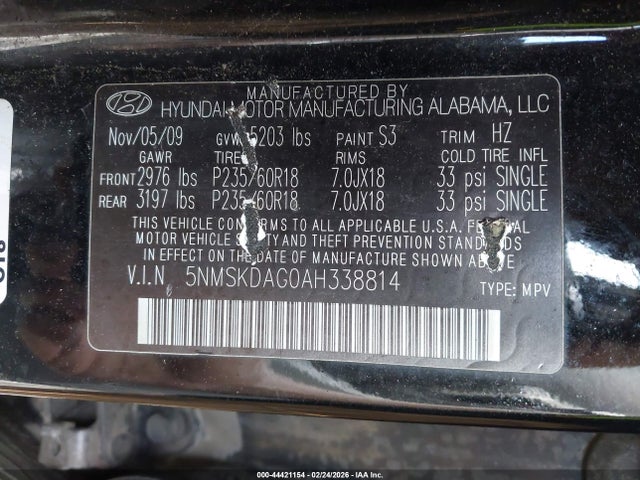 MANUFACTURED BY
HYUNDAI MOTOR MANUFACTURING ALABAMA, LLC
Nov/05/09 GVW 5203 lbs PAINT S3 TRIM HZ
GAWR TIRE RIMS COLD TIRE INFL
FRONT 2976 lbs P235/60R18 7.0JX18 33 psi SINGLE
REAR 3197 lbs P235/60R18 7.0JX18 33 psi SINGLE
THIS VEHICLE CONFORMS TO ALL APPLICABLE U.S.A. FEDERAL
MOTOR VEHICLE SAFETY AND THEFT PREVENTION STANDARDS
IN EFFECT ON THE DATE OF MANUFACTURE SHOWN ABOVE
V.I.N 5NMSKDAG0AH338814 TYPE: MPV
000-44421154 - 02/24/2026 - IAA Inc.